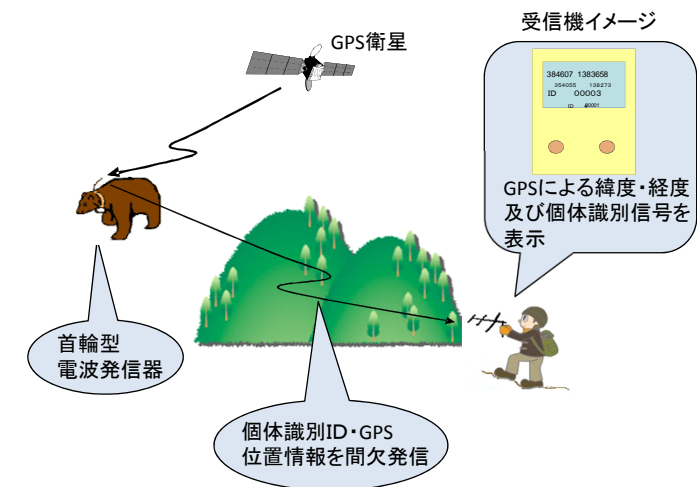 受信機イメージ
GPS衛星
384607 1383658
354055 138273
ID 00003
ID 00001
GPSによる緯度・経度
及び個体識別信号を
表示
首輪型
電波発信器
個体識別ID・GPS
位置情報を間欠発信